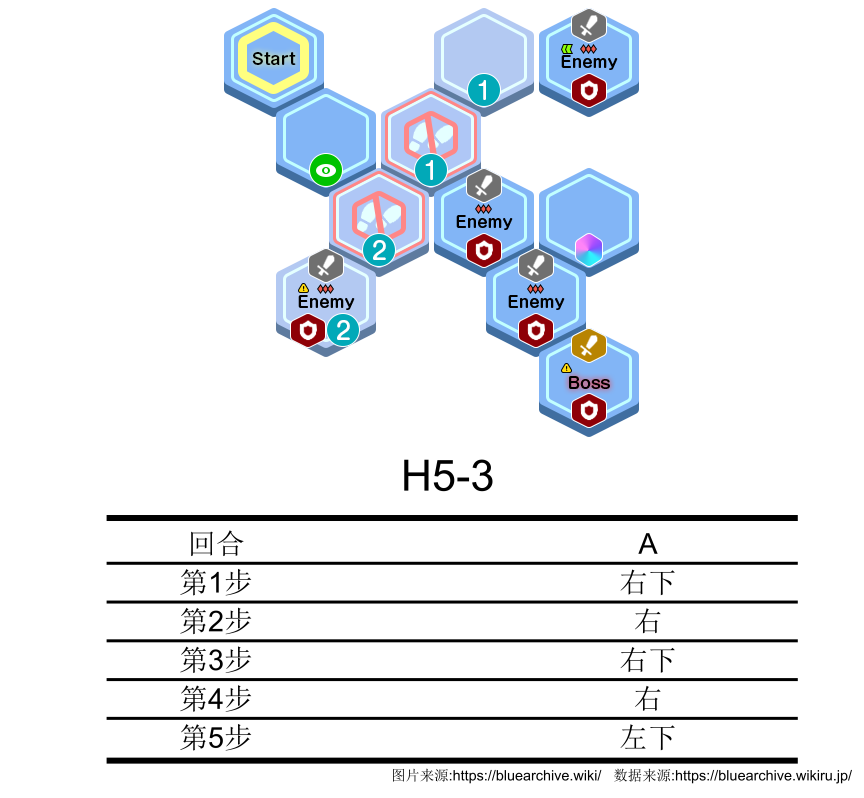 Start
1
Enemy
1
2
Enemy
Enemy
2
Enemy
Boss
H5-3
回合 A
第1步 右下
第2步 右
第3步 右下
第4步 右
第5步 左下
图片来源:https://bluearchive.wiki/ 数据来源:https://bluearchive.wikiru.jp/